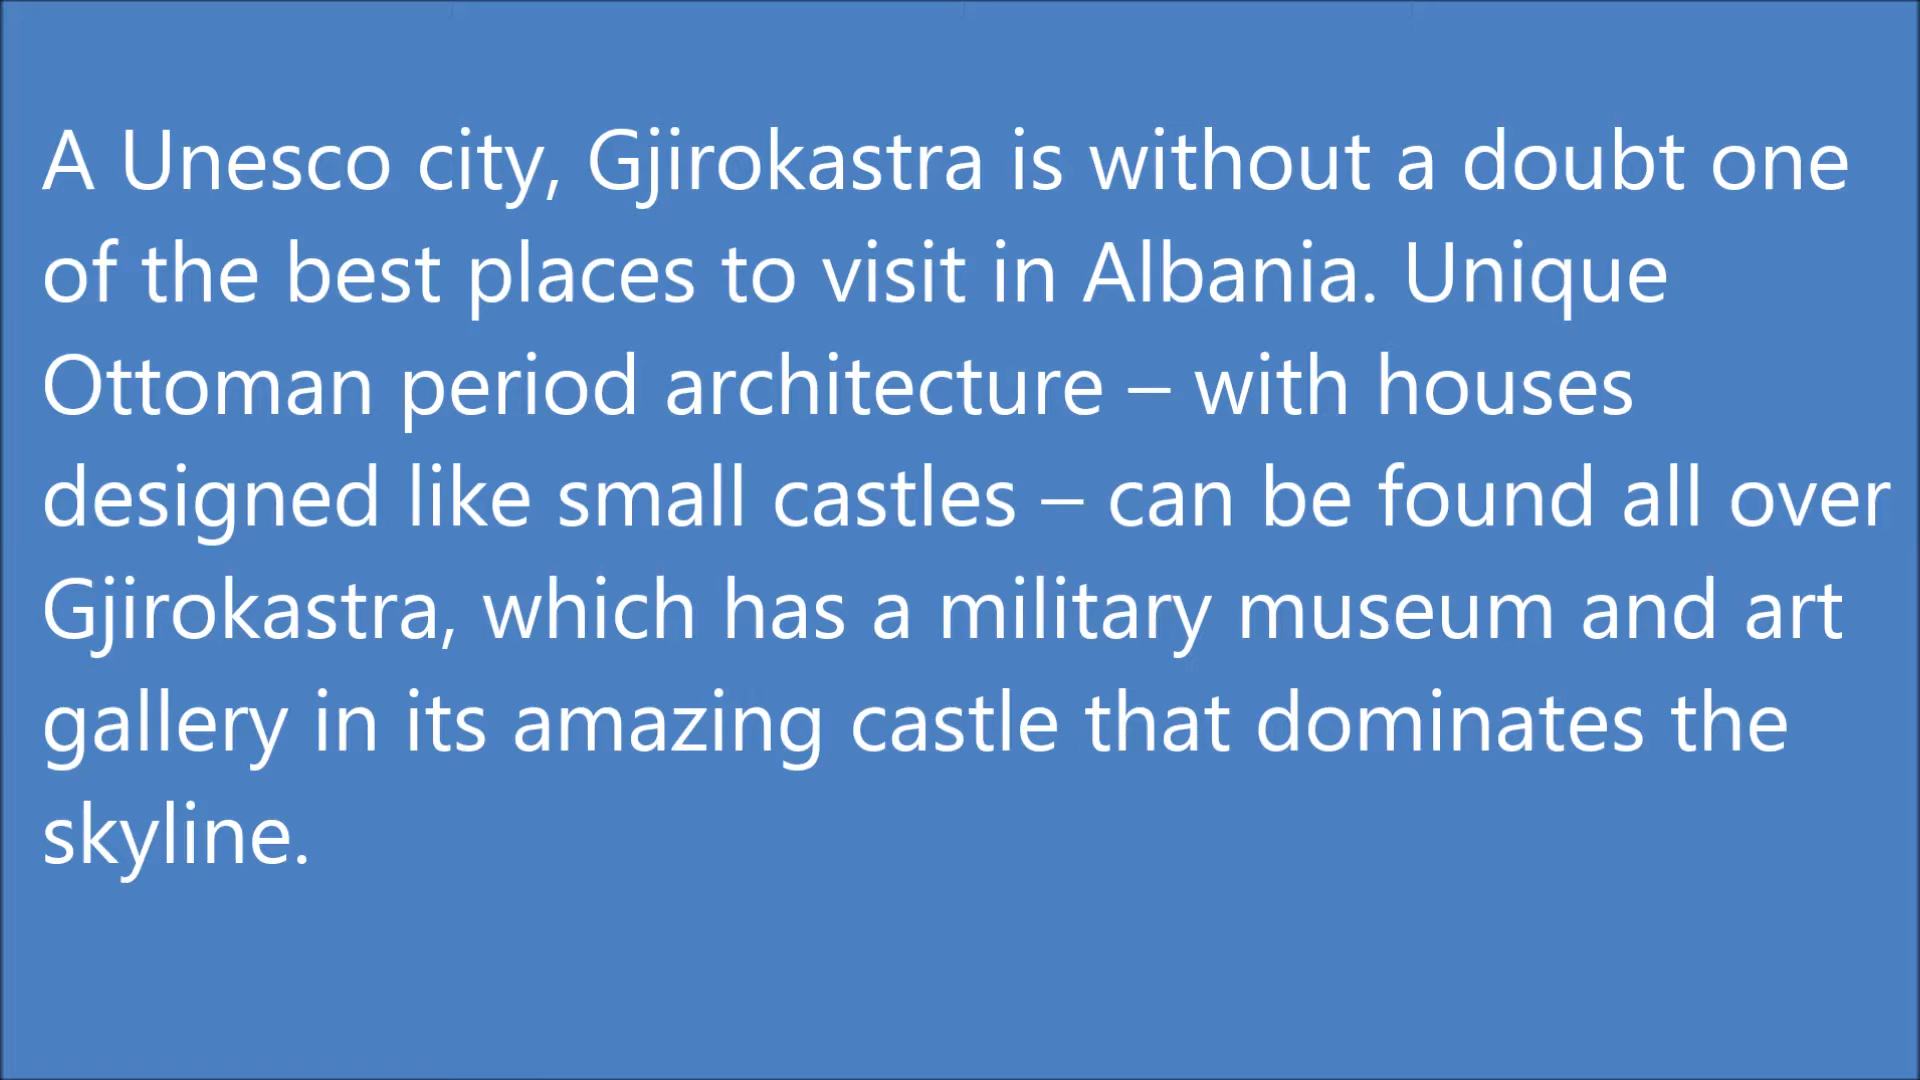 A Unesco city, Gjirokastra is without a doubt one
of the best places to visit in Albania. Unique
Ottoman period architecture – with houses
designed like small castles – can be found all over
Gjirokastra, which has a military museum and art
gallery in its amazing castle that dominates the
skyline.